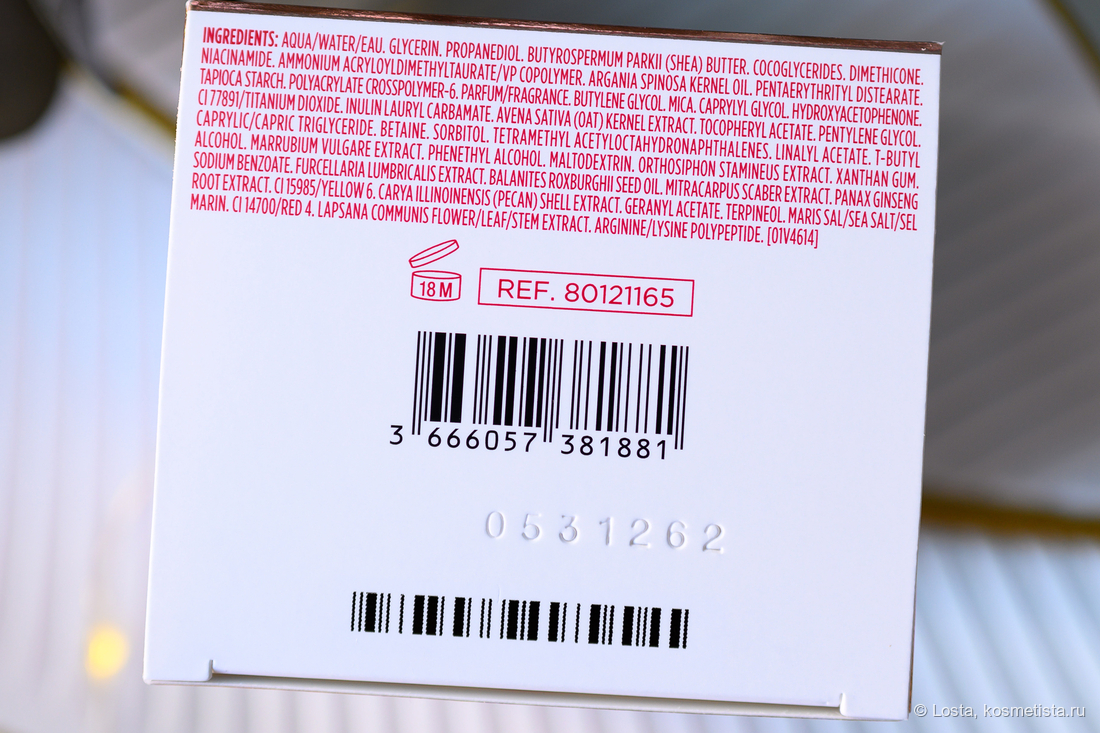 INGREDIENTS: AQUA/WATER/EAU. GLYCERIN. PROPANEDIOL. BUTYROSPERMUM PARKII (SHEA) BUTTER. COCOGLYCERIDES. DIMETHICONE.
NIACINAMIDE. AMMONIUM ACRYLOYLDIMETHYLTAURATE/VP COPOLYMER. ARGANIA SPINOSA KERNEL OIL. PENTAERYTHRITYL DISTEARATE.
TAPIOCA STARCH. POLYACRYLATE CROSSPOLYMER-6. PARFUM/FRAGRANCE. BUTYLENE GLYCOL. MICA. CAPRYLYL GLYCOL. HYDROXYACETOPHENONE.
CI 77891/TITANIUM DIOXIDE. INULIN LAURYL CARBAMATE. AVENA SATIVA (OAT) KERNEL EXTRACT. TOCOPHERYL ACETATE. PENTYLENE GLYCOL.
CAPRYLIC/CAPRIC TRIGLYCERIDE. BETAINE. SORBITOL. TETRAMETHYL ACETYLOCTAHYDRONAPHTHALENES. LINALYL ACETATE. T-BUTYL
ALCOHOL. MARRUBIUM VULGARE EXTRACT. PHENETHYL ALCOHOL. MALTODEXTRIN. ORTHOSIPHON STAMINEUS EXTRACT. XANTHAN GUM.
SODIUM BENZOATE. FURCELLARIA LUMBRICALIS EXTRACT. BALANITES ROXBURGHII SEED OIL. MITRACARPUS SCABER EXTRACT. PANAX GINSENG
ROOT EXTRACT. CI 15985/YELLOW 6. CARYA ILLINOINENSIS (PECAN) SHELL EXTRACT. GERANYL ACETATE. TERPINEOL. MARIS SAL/SEA SALT/SEL
MARIN. CI 14700/RED 4. LAPSANA COMMUNIS FLOWER/LEAF/STEM EXTRACT. ARGININE/LYSINE POLYPEPTIDE. [01V4614]
18 M
REF. 80121165
3 666057 381881
0531262
© Losta, kosmetista.ru